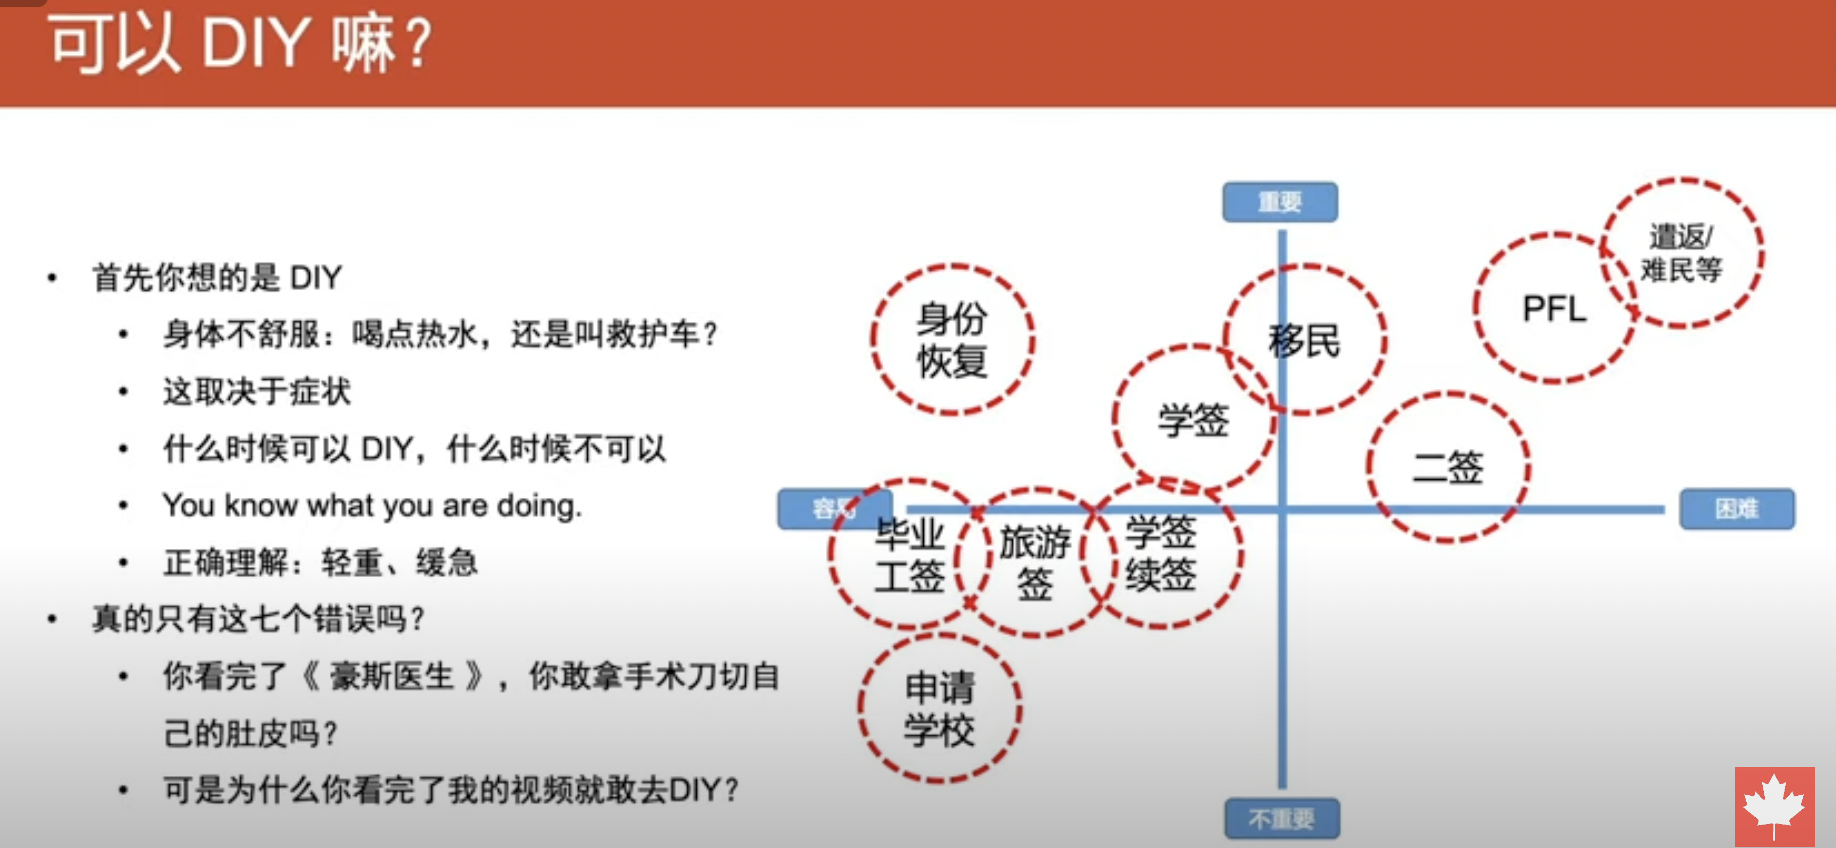 可以 DIY 嘛？
• 首先你想的是 DIY
• 身体不舒服：喝点热水，还是叫救护车？
• 这取决于症状
• 什么时候可以 DIY，什么时候不可以
• You know what you are doing.
• 正确理解：轻重、缓急
• 真的只有这七个错误吗？
• 你看完了《 豪斯医生 》，你敢拿手术刀切自
己的肚皮吗？
• 可是为什么你看完了我的视频就敢去DIY？
重要
遣返/
难民等
PFL
身份
恢复
移民
学签
二签
容易
困难
毕业
工签
旅游
签
学签
续签
申请
学校
不重要